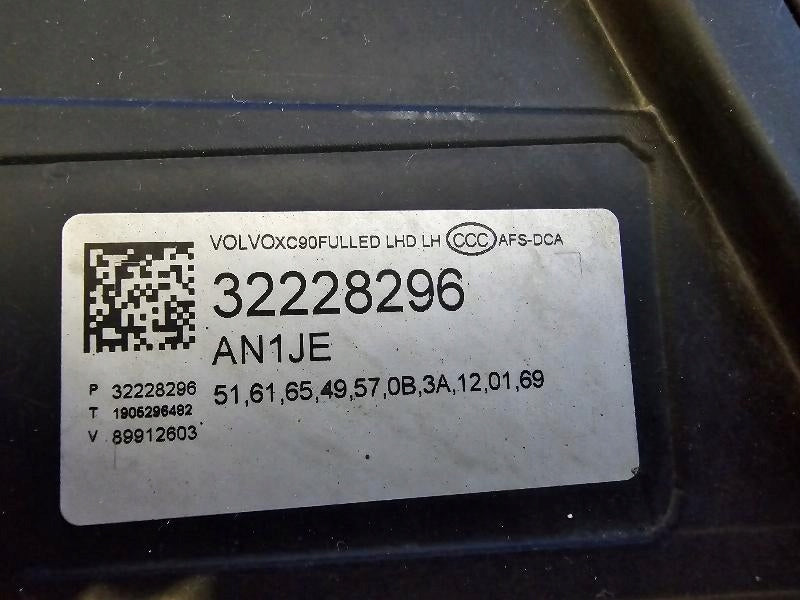 VOLVOXC90FULLED LHD LH CCC AFS-DCA
32228296
AN1JE
51,61,65,49,57,0B,3A,12,01,69
P 32228296
T 1905296482
V 89912603